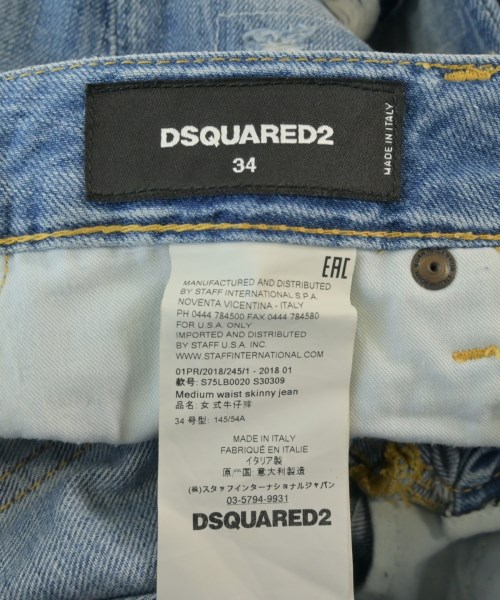 DSQUARED2
34
MADE IN ITALY
EAC
MANUFACTURED AND DISTRIBUTED
BY STAFF INTERNATIONAL S.P.A.
NOVENTA VICENTINA - ITALY
PH 0444 784500 FAX 0444 784580
FOR U.S.A. ONLY
IMPORTED AND DISTRIBUTED
BY STAFF U.S.A. INC.
WWW.STAFFINTERNATIONAL.COM
01PR/2018/245/1 - 2018 01
款号: S75LB0020 S30309
Medium waist skinny jean
品名: 女式牛仔裤
34 号型: 145/54A
MADE IN ITALY
FABRIQUÉ EN ITALIE
イタリア製
原产国: 意大利製造
(株)スタッフインターナショナルジャパン
03-5794-9931
DSQUARED2